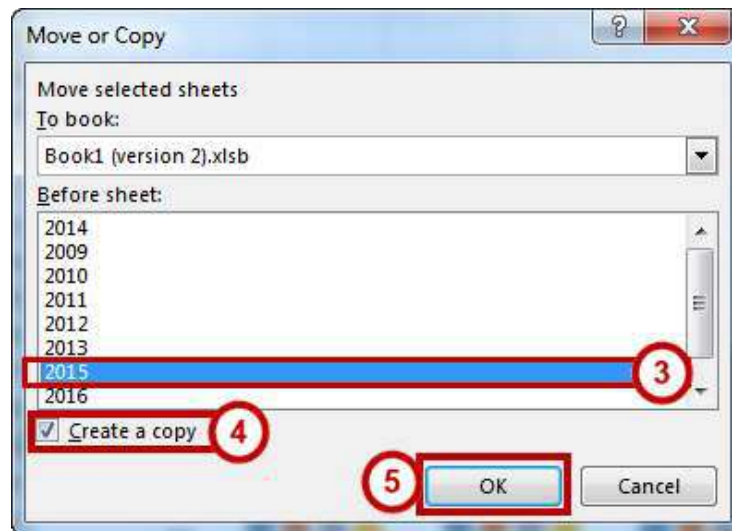 Move or Copy
Move selected sheets
To book:
Book1 (version 2).xlsb
Before sheet:
2014
2009
2010
2011
2012
2013
2015
3
2016
Create a copy
4
5
OK
Cancel